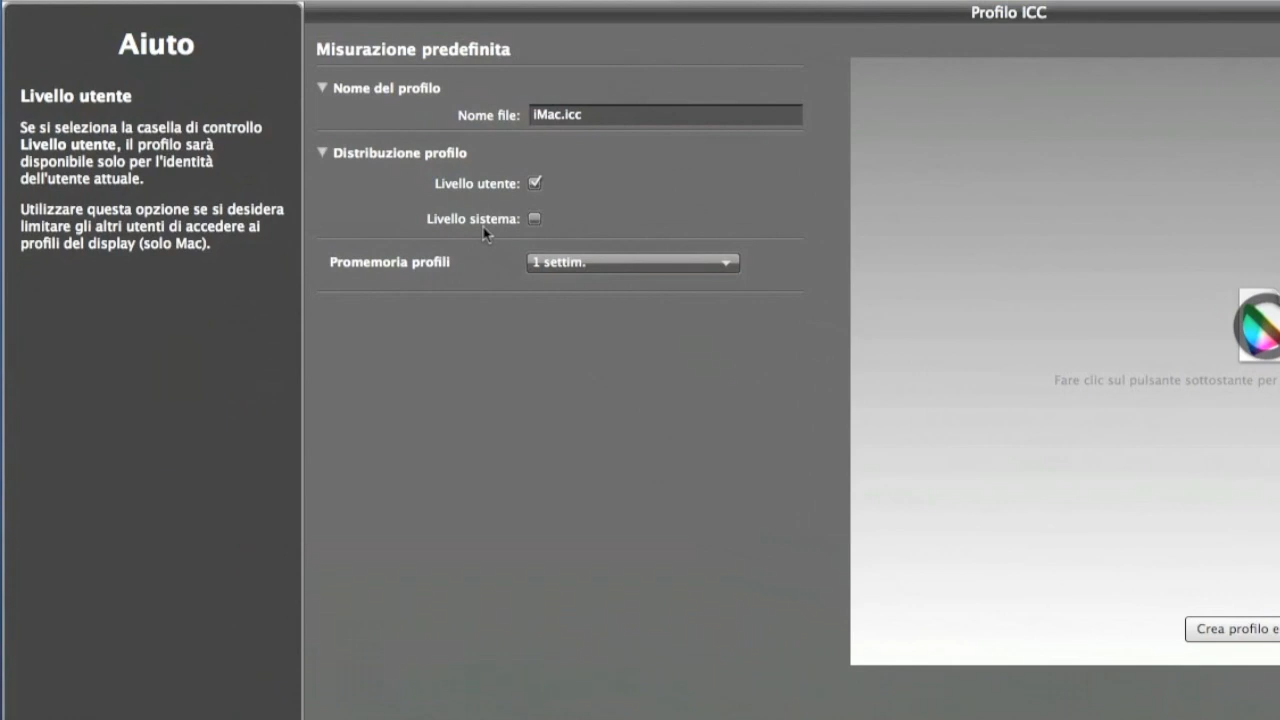 Profilo ICC
Aiuto
Livello utente
Se si seleziona la casella di controllo
Livello utente, il profilo sarà
disponibile solo per l'identità
dell'utente attuale.
Utilizzare questa opzione se si desidera
limitare gli altri utenti di accedere ai
profili del display (solo Mac).
Misurazione predefinita
Nome del profilo
Nome file: iMac.icc
Distribuzione profilo
Livello utente:
Livello sistema:
Promemoria profili 1 settim.
Fare clic sul pulsante sottostante per
Crea profilo e